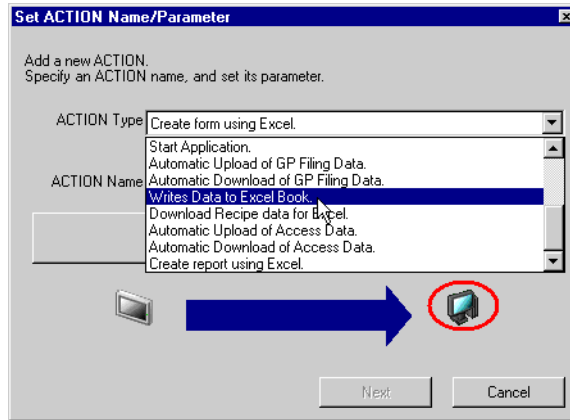 Set ACTION Name/Parameter
Add a new ACTION.
Specify an ACTION name, and set its parameter.
ACTION Type Create form using Excel.
Start Application.
Automatic Upload of GP Filing Data.
ACTION Name Automatic Download of GP Filing Data.
Writes Data to Excel Book.
Download Recipe data for Excel.
Automatic Upload of Access Data.
Automatic Download of Access Data.
Create report using Excel.
Next Cancel